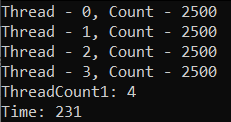 Thread - 0, Count - 2500
Thread - 1, Count - 2500
Thread - 2, Count - 2500
Thread - 3, Count - 2500
ThreadCount1: 4
Time: 231